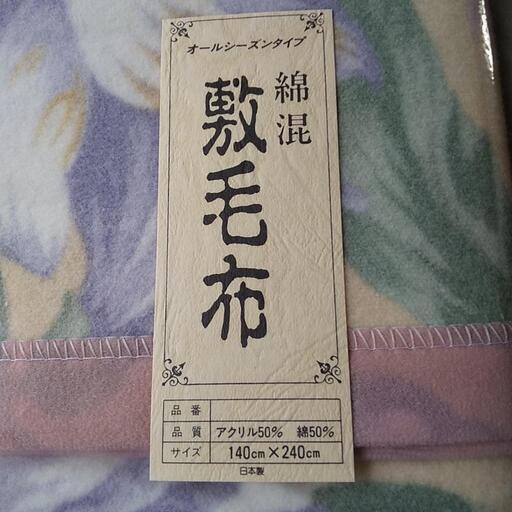 オールシーズンタイプ
綿混
敷毛布
品番
品質 アクリル50% 綿50%
サイズ 140cm×240cm
日本製